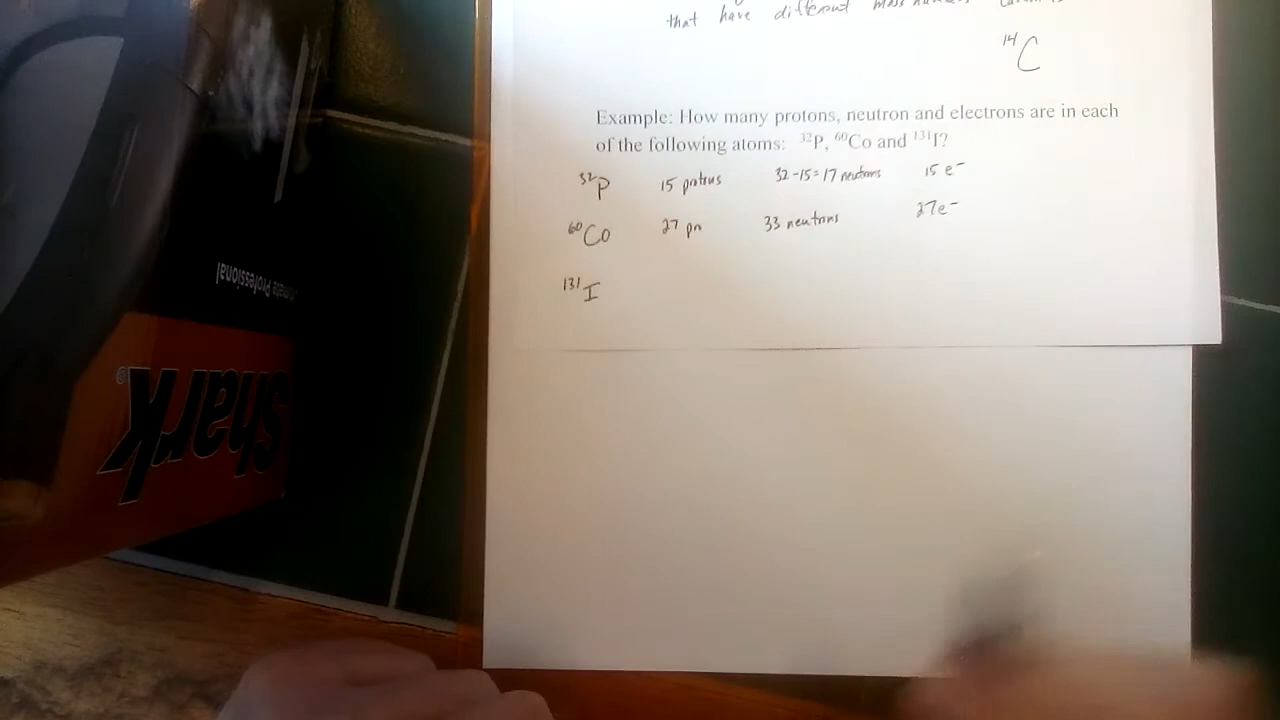 that have different mass
¹⁴C
Example: How many protons, neutron and electrons are in each
of the following atoms: ³²P, ⁶⁰Co and ¹³¹I?
³²P 15 protons 32-15=17 neutrons 15 e⁻
⁶⁰Co 27 pn 33 neutrons 27e⁻
¹³¹I
Professional
Shark